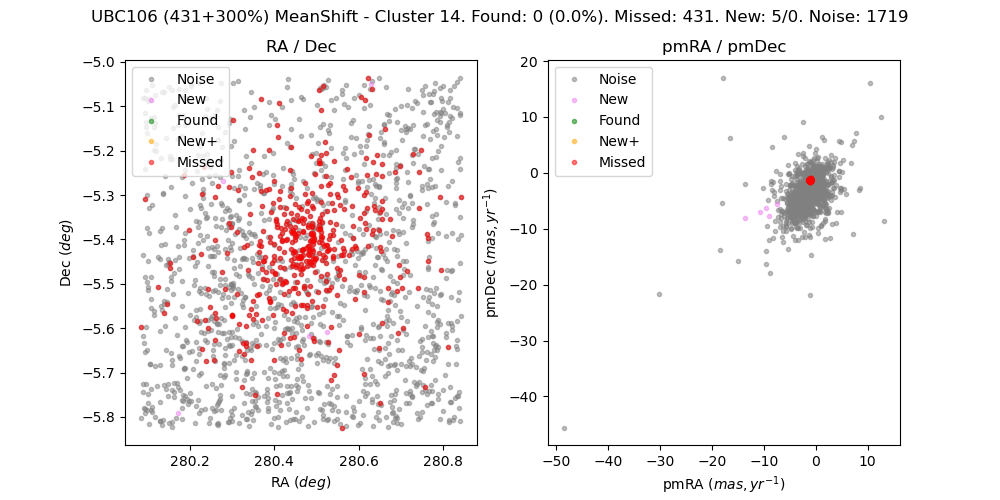 UBC106 (431+300%) MeanShift - Cluster 14. Found: 0 (0.0%). Missed: 431. New: 5/0. Noise: 1719
RA / Dec
−5.0
−5.1
−5.2
−5.3
−5.4
−5.5
−5.6
−5.7
−5.8
Dec (deg)
280.2
280.4
280.6
280.8
RA (deg)
Noise
New
Found
New+
Missed
pmRA / pmDec
20
10
0
−10
−20
−30
−40
pmDec (mas, yr⁻¹)
−50
−40
−30
−20
−10
0
10
pmRA (mas, yr⁻¹)
Noise
New
Found
New+
Missed